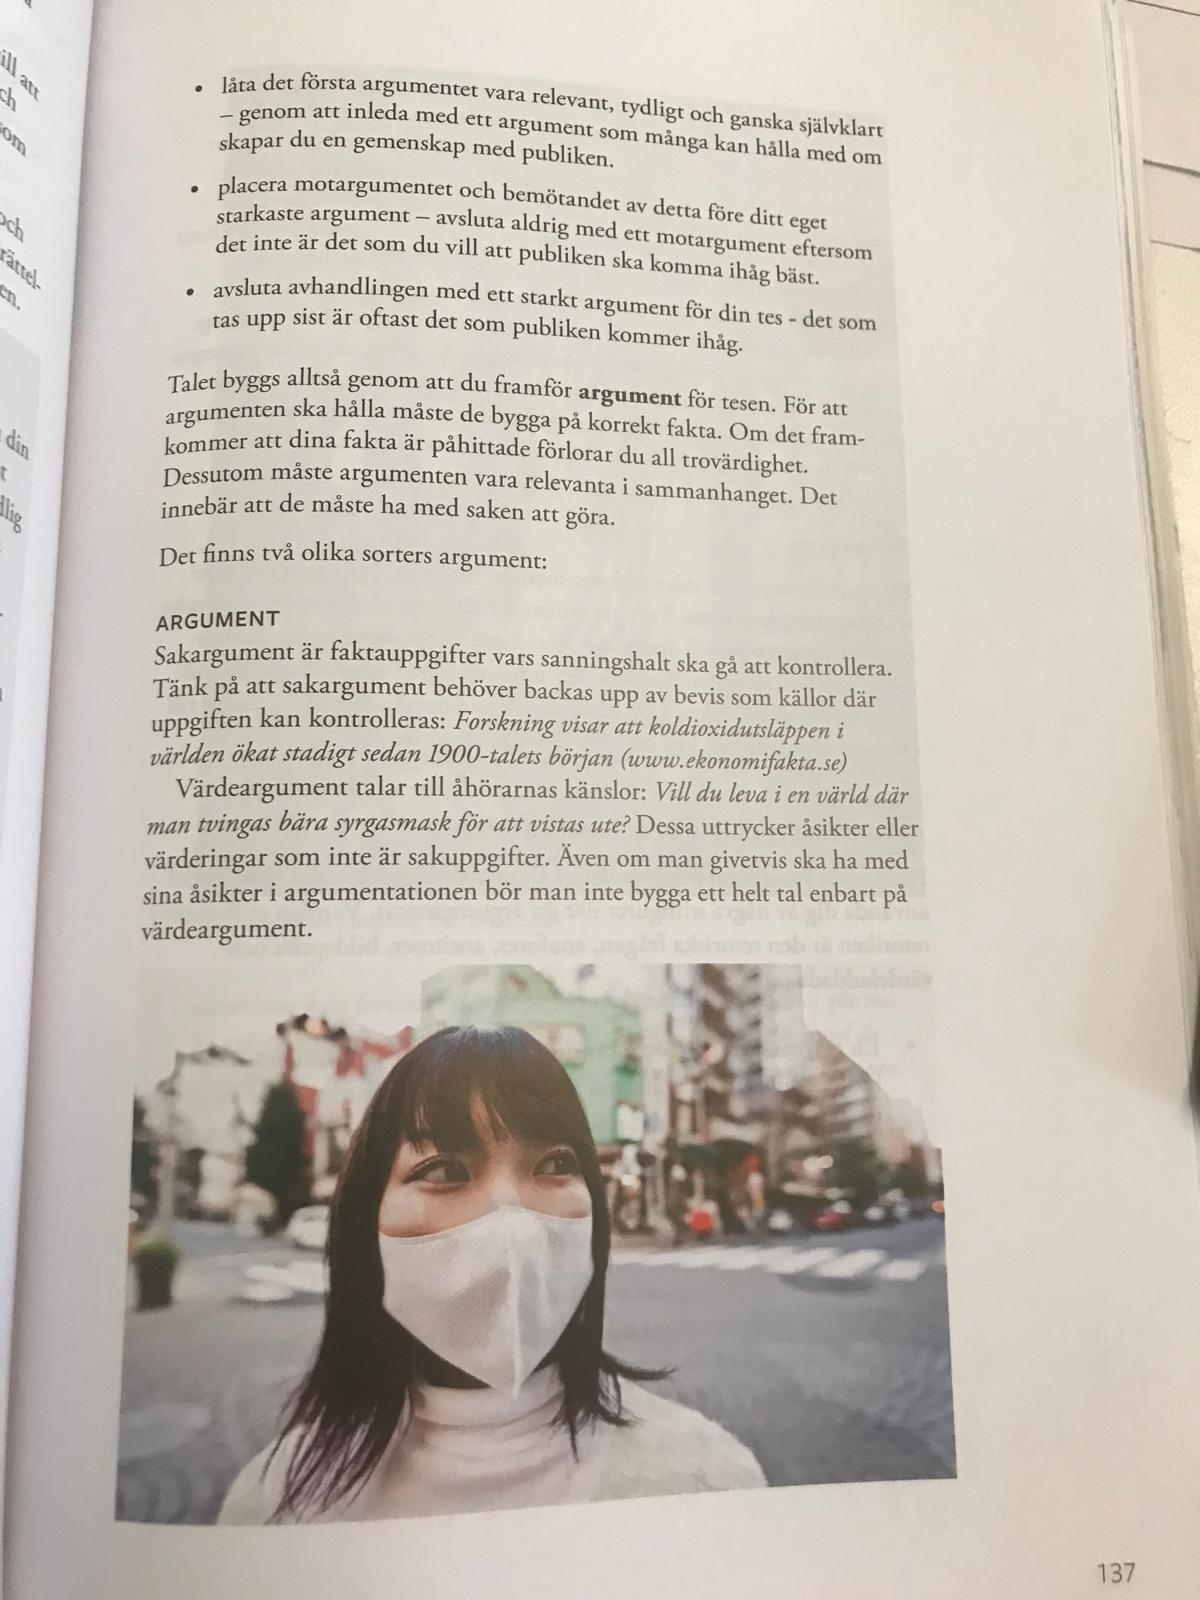 ill att
ch
som
och
rättel-
en.
din
t
llig
• låta det första argumentet vara relevant, tydligt och ganska självklart
– genom att inleda med ett argument som många kan hålla med om
skapar du en gemenskap med publiken.
• placera motargumentet och bemötandet av detta före ditt eget
starkaste argument – avsluta aldrig med ett motargument eftersom
det inte är det som du vill att publiken ska komma ihåg bäst.
• avsluta avhandlingen med ett starkt argument för din tes - det som
tas upp sist är oftast det som publiken kommer ihåg.
Talet byggs alltså genom att du framför argument för tesen. För att
argumenten ska hålla måste de bygga på korrekt fakta. Om det fram-
kommer att dina fakta är påhittade förlorar du all trovärdighet.
Dessutom måste argumenten vara relevanta i sammanhanget. Det
innebär att de måste ha med saken att göra.
Det finns två olika sorters argument:
ARGUMENT
Sakargument är faktauppgifter vars sanningshalt ska gå att kontrollera.
Tänk på att sakargument behöver backas upp av bevis som källor där
uppgiften kan kontrolleras: Forskning visar att koldioxidutsläppen i
världen ökat stadigt sedan 1900-talets början (www.ekonomifakta.se)
Värdeargument talar till åhörarnas känslor: Vill du leva i en värld där
man tvingas bära syrgasmask för att vistas ute? Dessa uttrycker åsikter eller
värderingar som inte är sakuppgifter. Även om man givetvis ska ha med
sina åsikter i argumentationen bör man inte bygga ett helt tal enbart på
värdeargument.
137